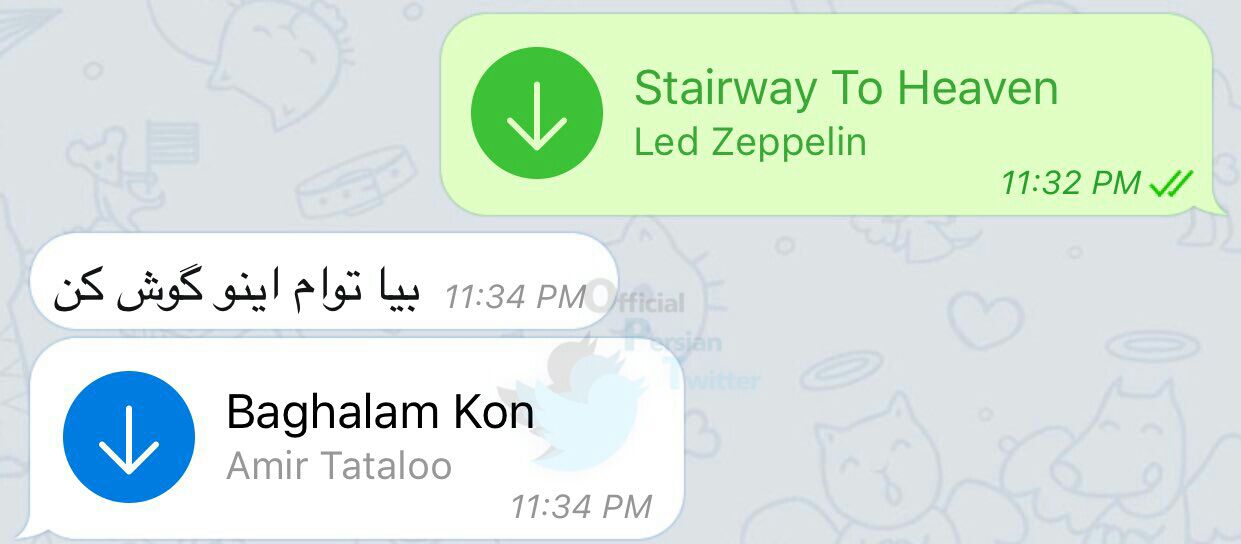 Stairway To Heaven
Led Zeppelin
11:32 PM
بیا توام اینو گوش کن
11:34 PM
Official
Persian
Twitter
Baghalam Kon
Amir Tataloo
11:34 PM